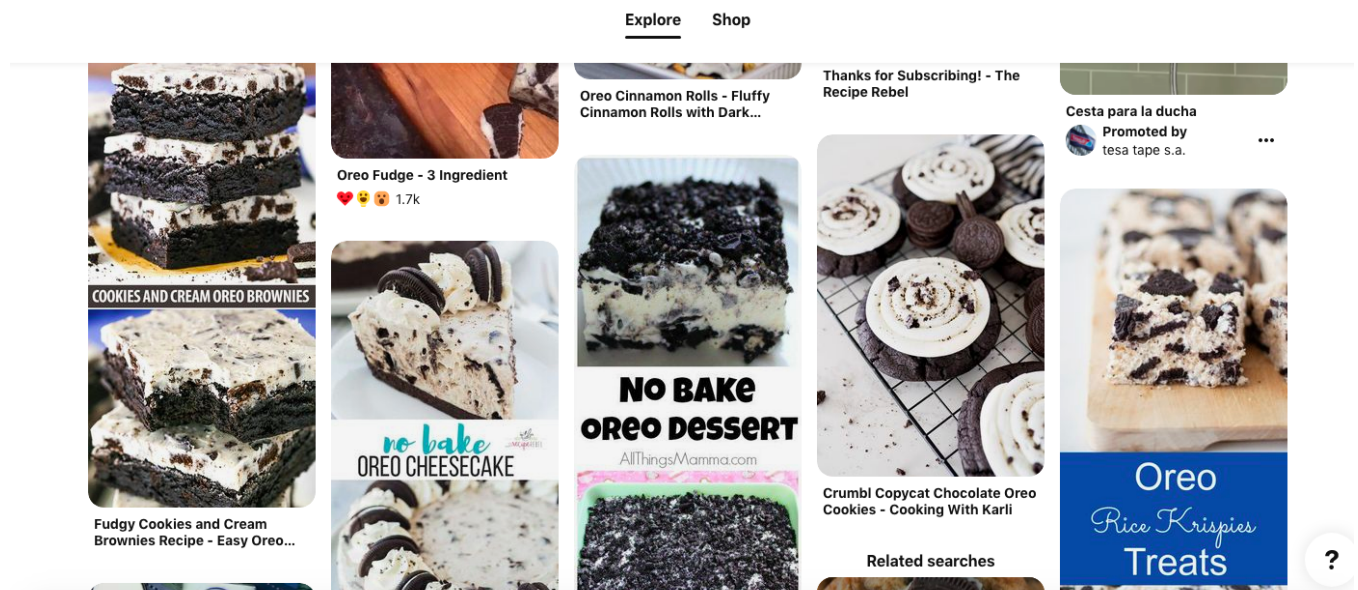 Explore
Shop
COOKIES AND CREAM OREO BROWNIES
Fudgy Cookies and Cream
Brownies Recipe - Easy Oreo...
Oreo Fudge - 3 Ingredient
1.7k
no bake
OREO CHEESECAKE
Oreo Cinnamon Rolls - Fluffy
Cinnamon Rolls with Dark...
NO BAKE
OREO DESSERT
AllThingsMamma.com
Thanks for Subscribing! - The
Recipe Rebel
Crumbl Copycat Chocolate Oreo
Cookies - Cooking With Karli
Related searches
Cesta para la ducha
Promoted by
tesa tape s.a.
Oreo
Rice Krispies
Treats
?